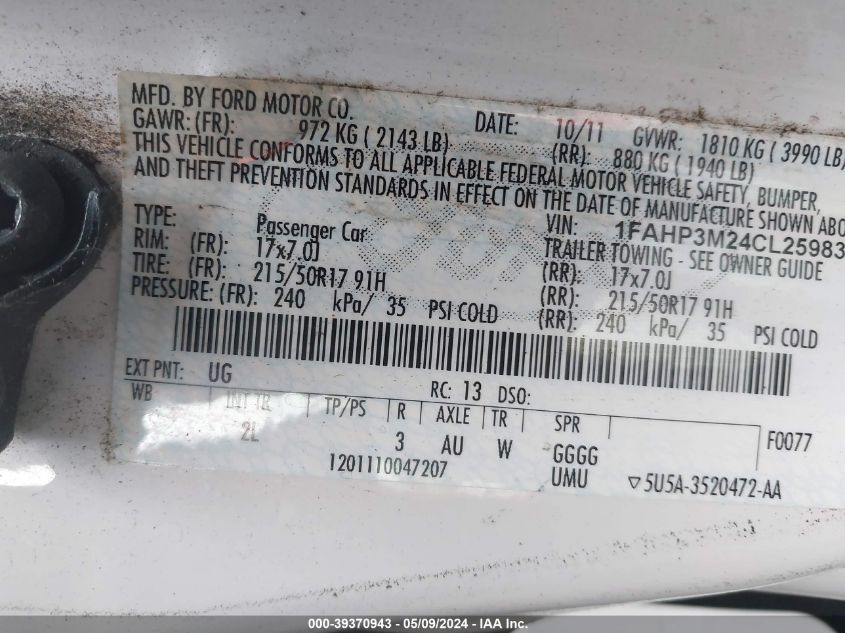 MFD. BY FORD MOTOR CO. DATE: 10/11 GVWR: 1810 KG ( 3990 LB)
GAWR: (FR): 972 KG ( 2143 LB) (RR): 880 KG ( 1940 LB)
THIS VEHICLE CONFORMS TO ALL APPLICABLE FEDERAL MOTOR VEHICLE SAFETY, BUMPER,
AND THEFT PREVENTION STANDARDS IN EFFECT ON THE DATE OF MANUFACTURE SHOWN ABO
VIN: 1FAHP3M24CL25983
TYPE: Passenger Car TRAILER TOWING - SEE OWNER GUIDE
RIM: (FR): 17x7.0J (RR): 17x7.0J
TIRE: (FR): 215/50R17 91H (RR): 215/50R17 91H
PRESSURE: (FR): 240 kPa/ 35 PSI COLD (RR): 240 kPa/ 35 PSI COLD
EXT PNT: UG RC: 13 DSO:
WB INT TR TP/PS R AXLE TR SPR F0077
2L 3 AU W GGGG
1201110047207 UMU ▽5U5A-3520472-AA
000-39370943 - 05/09/2024 - IAA Inc.